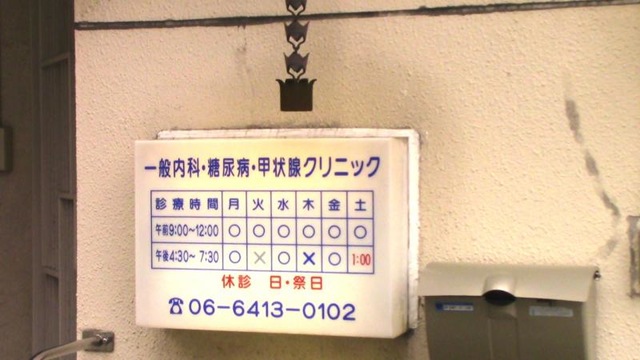 一般内科・糖尿病・甲状腺クリニック
診療時間 月 火 水 木 金 土
午前9:00~12:00 ○ ○ ○ ○ ○ ○
午後4:30~7:30 ○ × ○ × ○ 1:00
休診 日・祭日
☎06-6413-0102